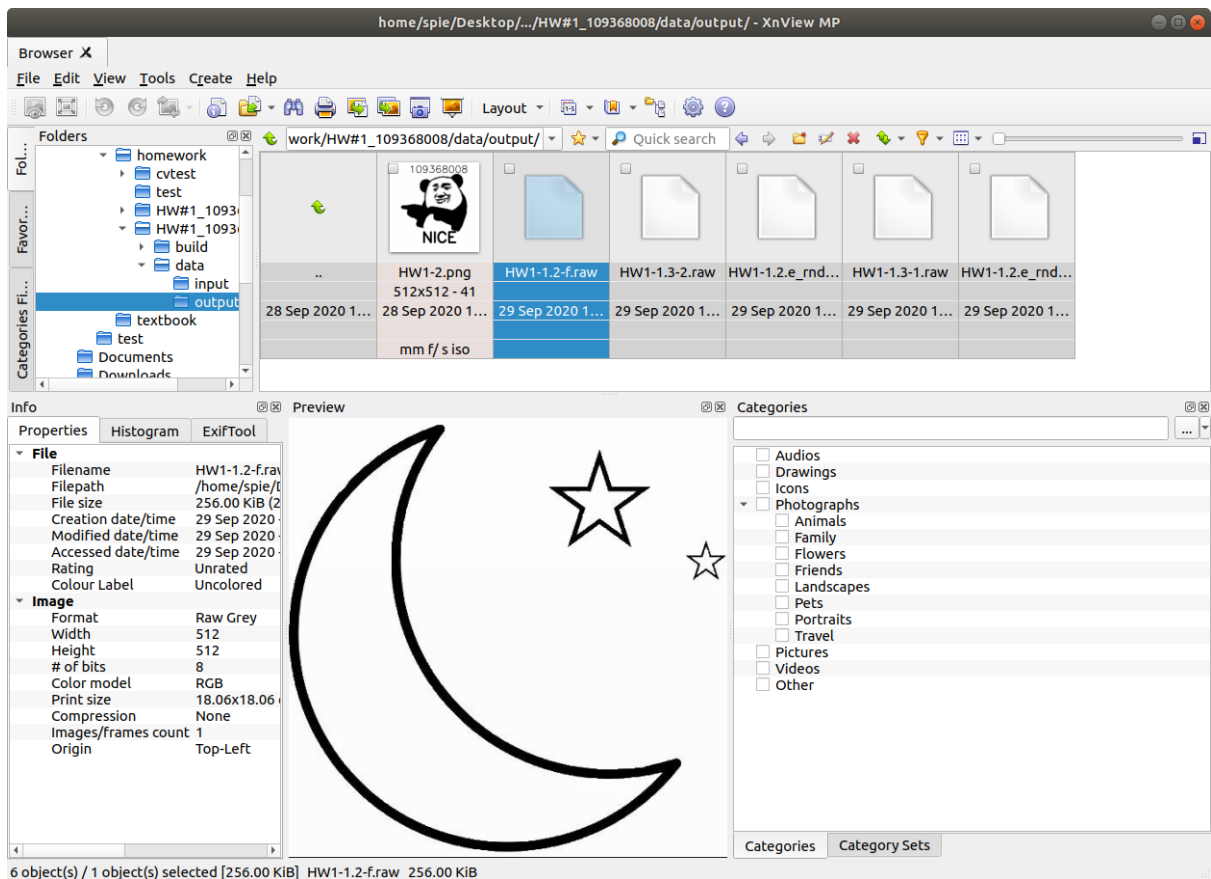 home/spie/Desktop/.../HW#1_109368008/data/output/ - XnView MP
Browser
File Edit View Tools Create Help
Layout
Folders
work/HW#1_109368008/data/output/
Quick search
Fol...
Favor...
Categories Fi...
homework
cvtest
test
HW#1_1093
HW#1_1093
build
data
input
output
textbook
test
Documents
Downloads
109368008
NICE
.. HW1-2.png HW1-1.2-f.raw HW1-1.3-2.raw HW1-1.2.e_rnd... HW1-1.3-1.raw HW1-1.2.e_rnd...
512x512 - 41
28 Sep 2020 1... 28 Sep 2020 1... 29 Sep 2020 1... 29 Sep 2020 1... 29 Sep 2020 1... 29 Sep 2020 1... 29 Sep 2020 1...
mm f/ s iso
Info
Properties Histogram ExifTool
File
Filename HW1-1.2-f.raw
Filepath /home/spie/D
File size 256.00 KiB (2
Creation date/time 29 Sep 2020 -
Modified date/time 29 Sep 2020 -
Accessed date/time 29 Sep 2020 -
Rating Unrated
Colour Label Uncolored
Image
Format Raw Grey
Width 512
Height 512
# of bits 8
Color model RGB
Print size 18.06x18.06
Compression None
Images/frames count 1
Origin Top-Left
Preview
Categories
...
Audios
Drawings
Icons
Photographs
Animals
Family
Flowers
Friends
Landscapes
Pets
Portraits
Travel
Pictures
Videos
Other
Categories Category Sets
6 object(s) / 1 object(s) selected [256.00 KiB] HW1-1.2-f.raw 256.00 KiB